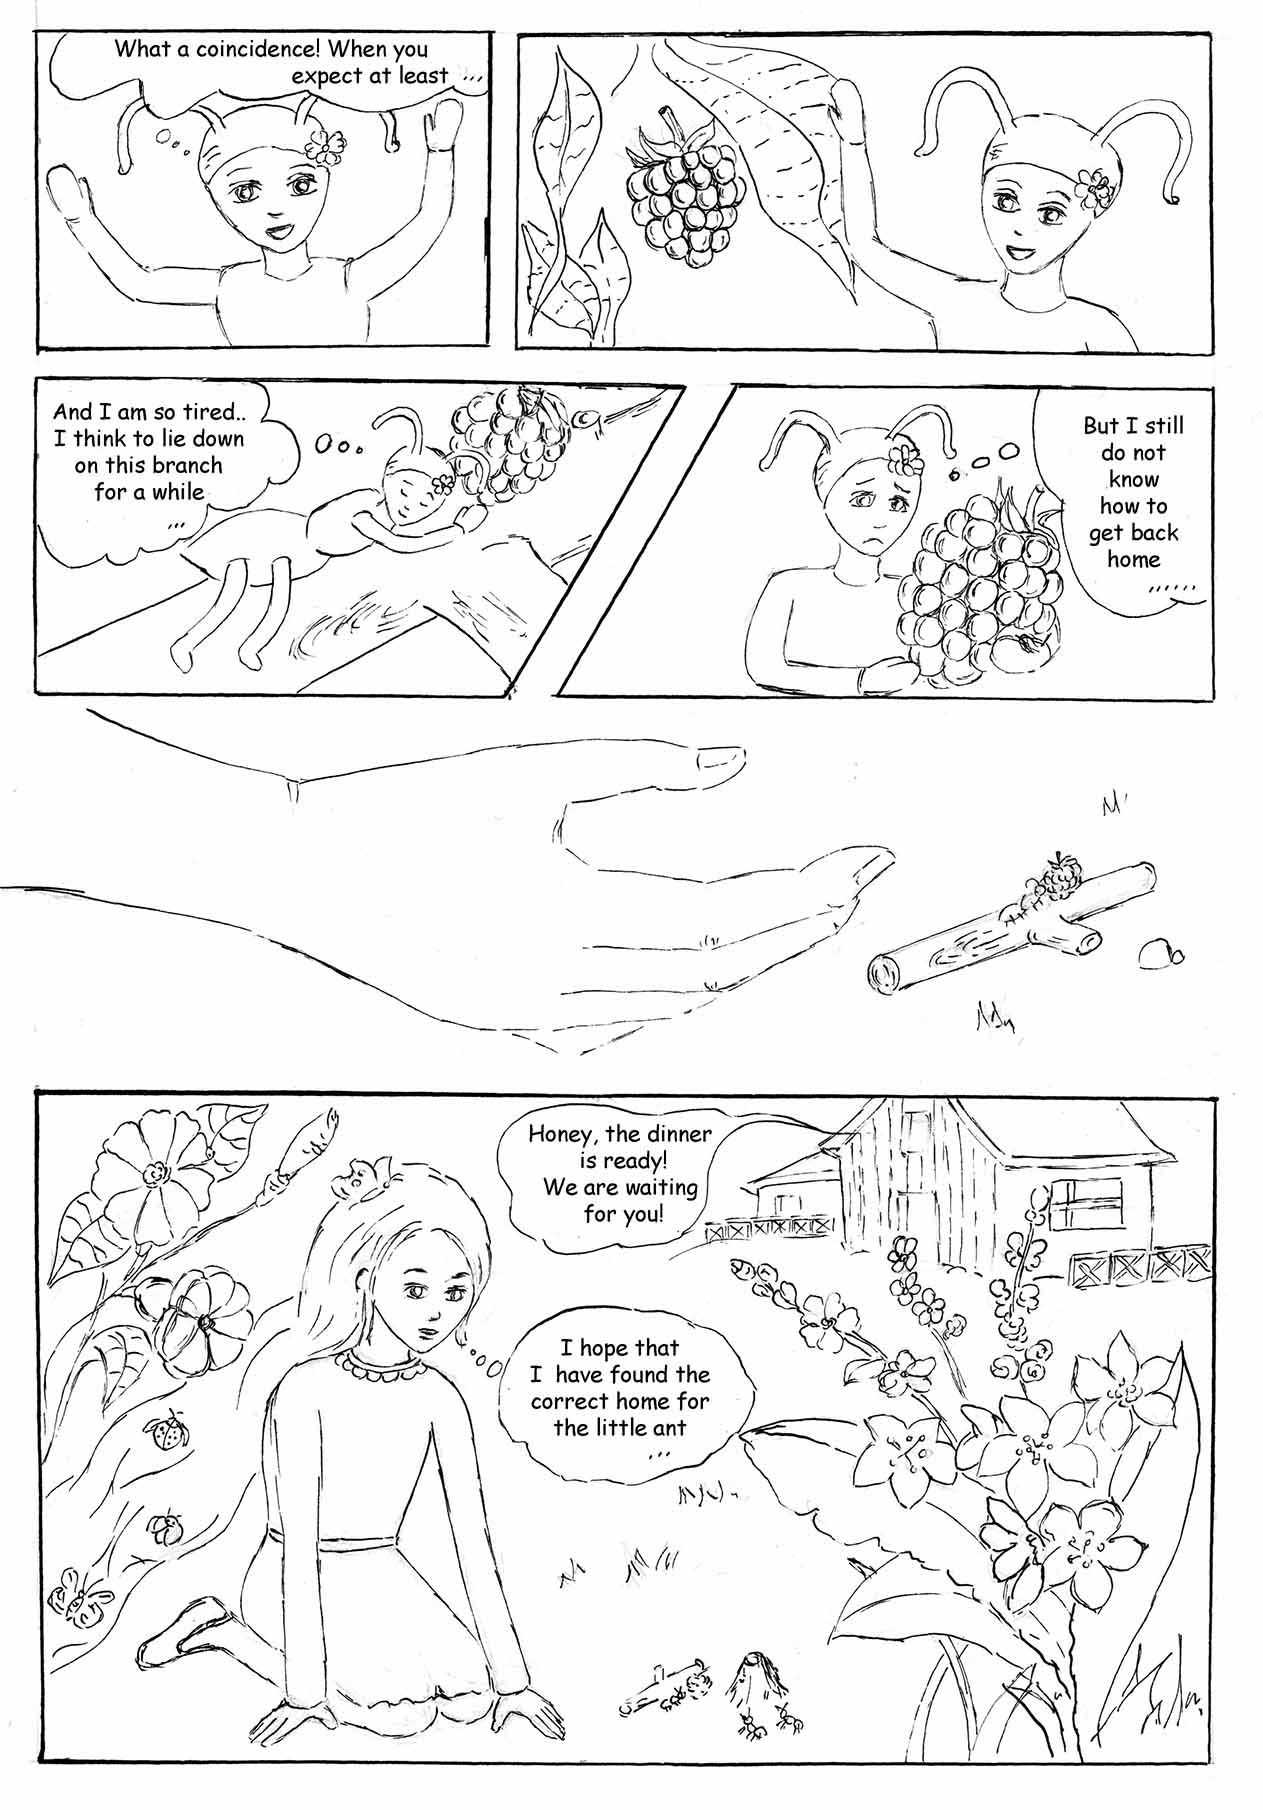 What a coincidence! When you
expect at least ...
And I am so tired..
I think to lie down
on this branch
for a while
...
But I still
do not
know
how to
get back
home
......
Honey, the dinner
is ready!
We are waiting
for you!
I hope that
I have found the
correct home for
the little ant
...